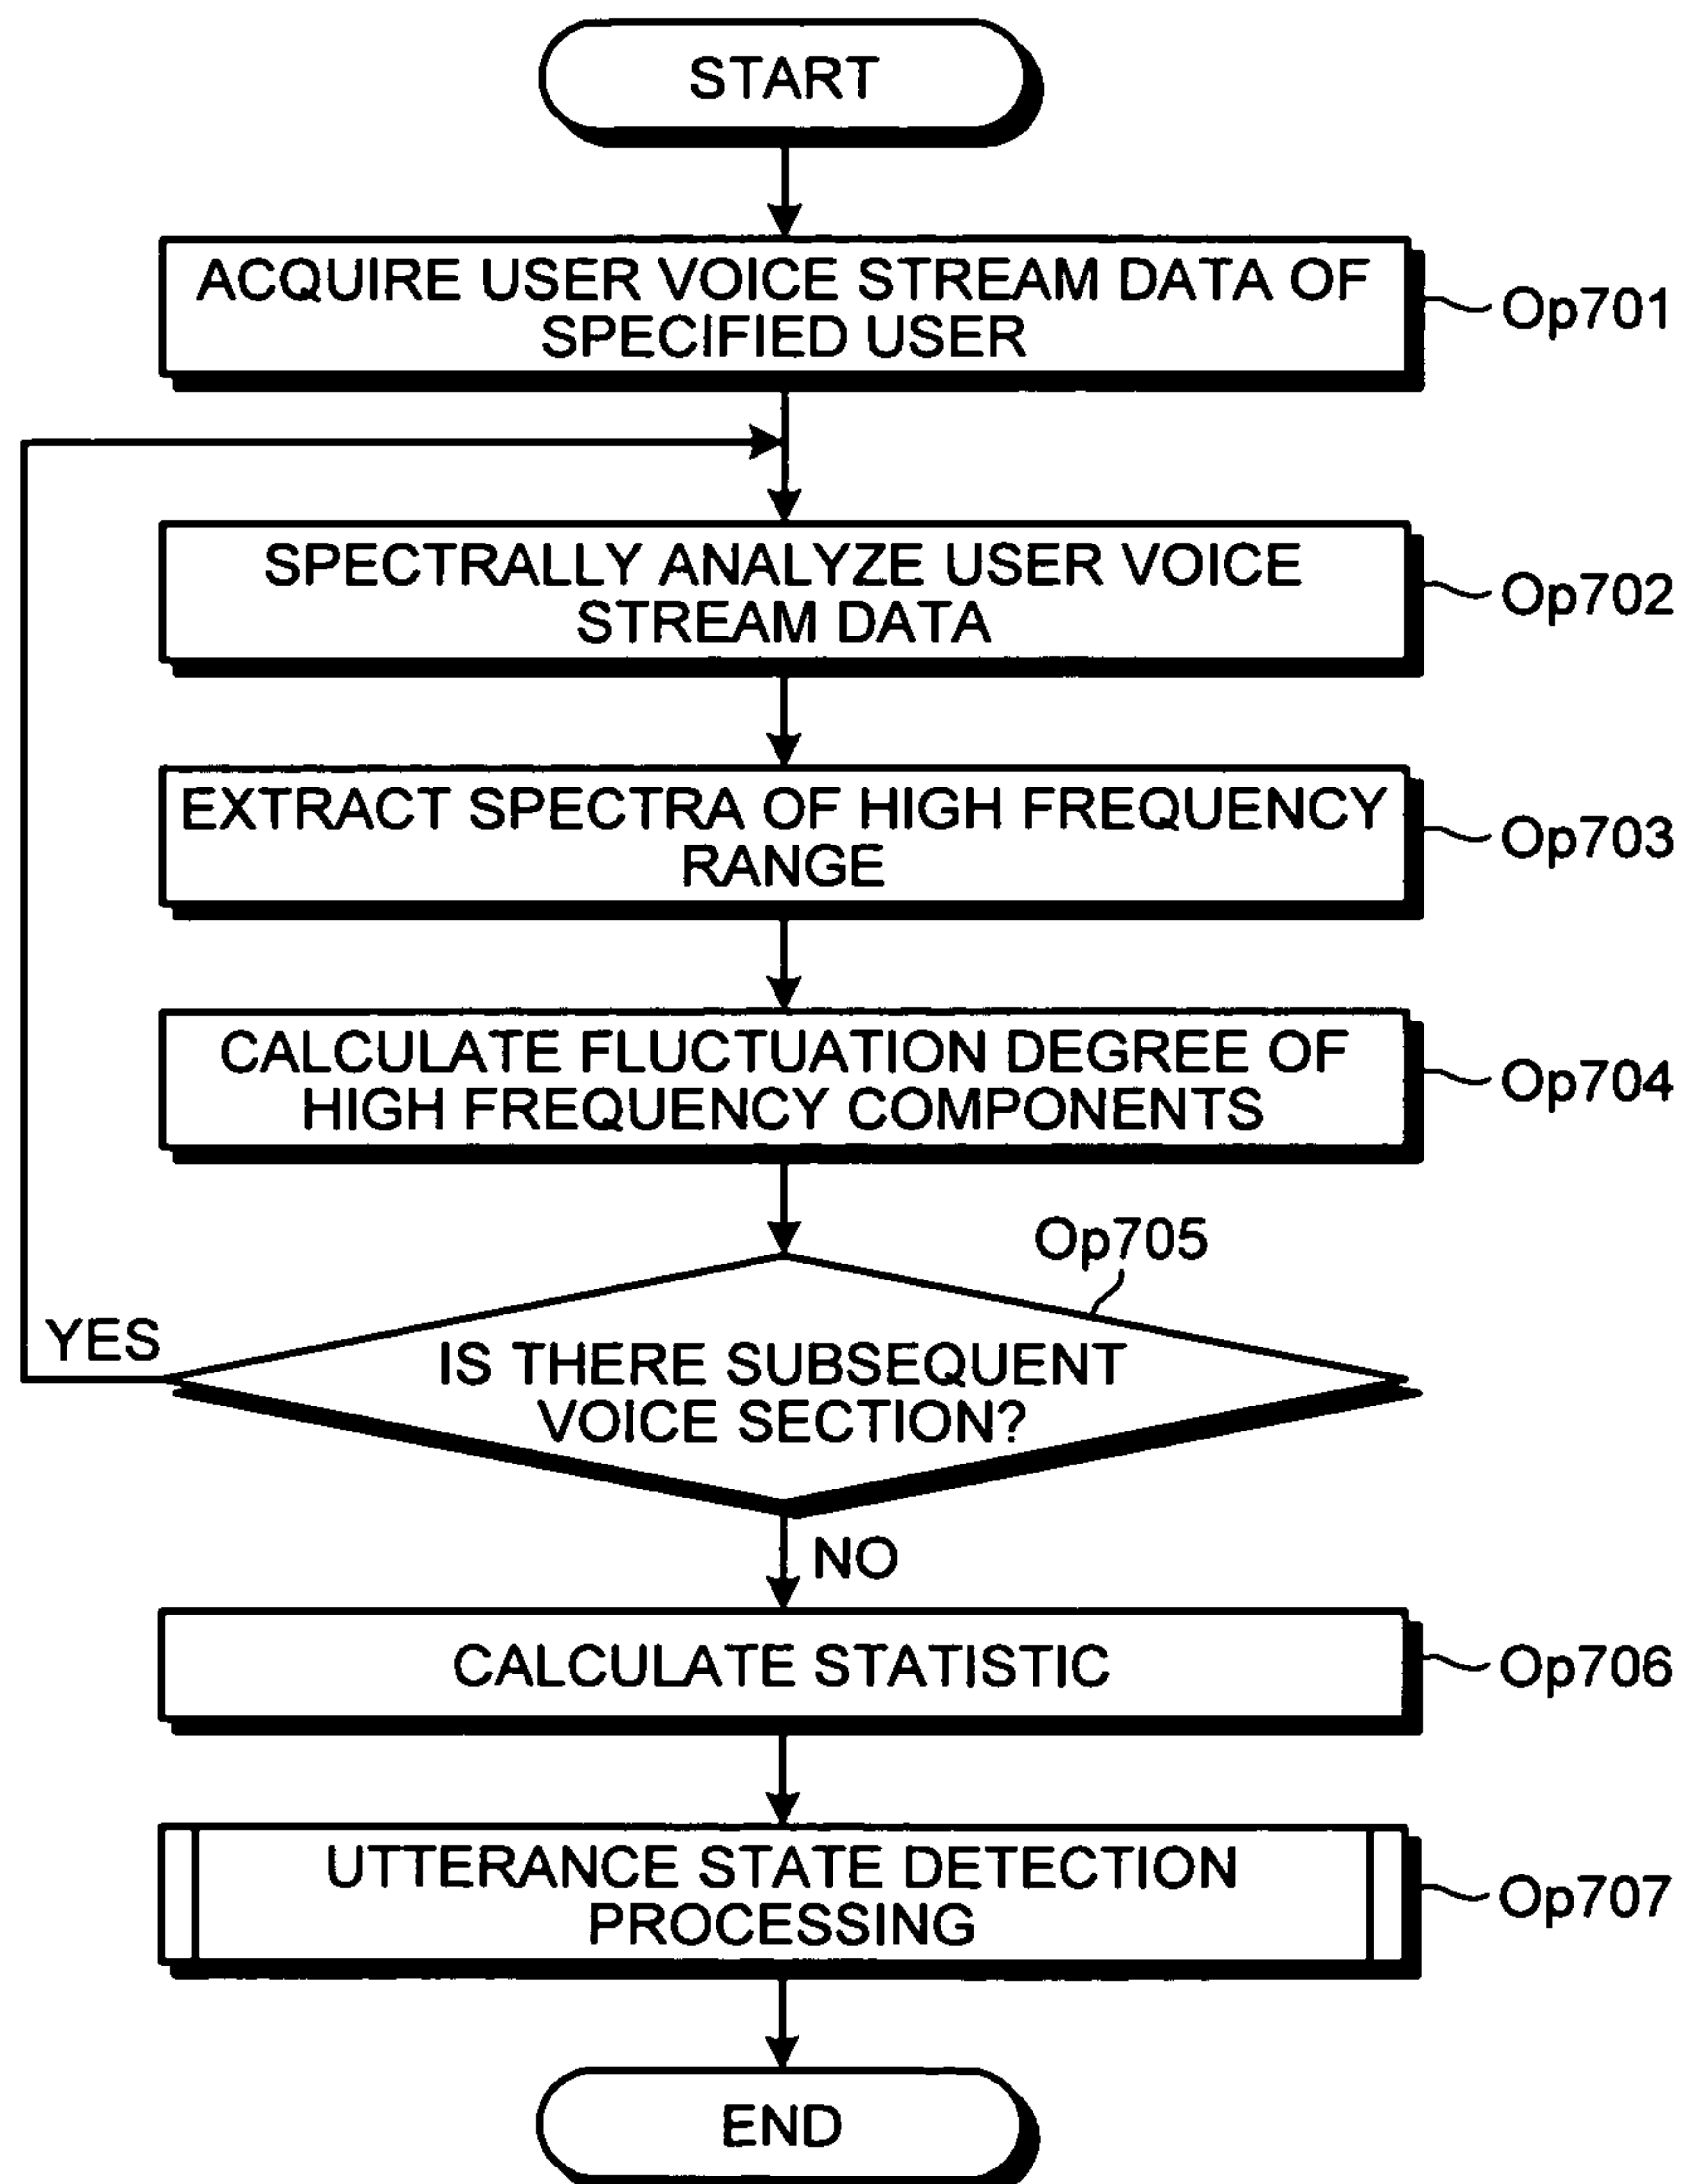 START
ACQUIRE USER VOICE STREAM DATA OF
SPECIFIED USER
Op701
SPECTRALLY ANALYZE USER VOICE
STREAM DATA
Op702
EXTRACT SPECTRA OF HIGH FREQUENCY
RANGE
Op703
CALCULATE FLUCTUATION DEGREE OF
HIGH FREQUENCY COMPONENTS
Op704
Op705
YES
IS THERE SUBSEQUENT
VOICE SECTION?
NO
CALCULATE STATISTIC
Op706
UTTERANCE STATE DETECTION
PROCESSING
Op707
END